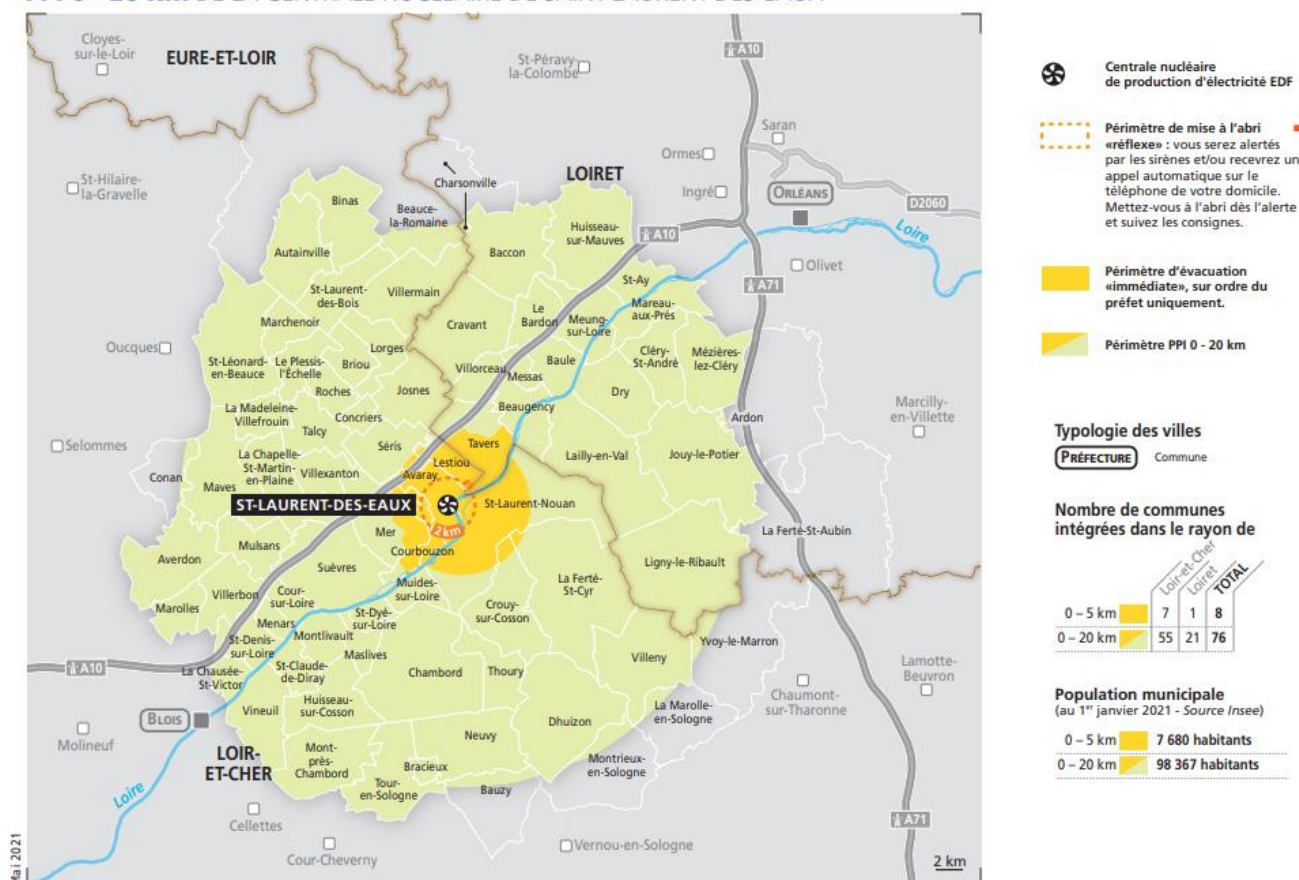 20 km DE LA CENTRALE NUCLÉAIRE DE SAINT-LAURENT-DES-EAUX
Cloyes-
sur-le-Loir
EURE-ET-LOIR
St-Péravy-
la-Colombe
A10
Saran
Ormes
Charsonville
LOIRET
St-Hilaire-
la-Gravelle
Ingré
ORLÉANS
D2060
Binas
Beauce-
la-Romaine
Huisseau-
sur-Mauves
A10
Loire
Autainville
Baccon
Olivet
St-Ay
A71
St-Laurent-
des-Bois
Villermain
Mareau-
aux-Prés
Marchenoir
Cravant
Le
Bardon
Meung-
sur-Loire
Oucques
Lorges
Cléry-
St-André
Mézières-
lez-Cléry
St-Léonard-
en-Beauce
Le Plessis-
l'Échelle
Briou
Villorceau
Messas
Baule
Roches
Josnes
Dry
Beaugency
La Madeleine-
Villefrouin
Concriers
Ardon
Marcilly-
en-Villette
Talcy
Selommes
Séris
Tavers
La Chapelle-
St-Martin-
en-Plaine
Villexanton
Lestiou
Lailly-en-Val
Jouy-le-Potier
Conan
Maves
Avaray
ST-LAURENT-DES-EAUX
St-Laurent-Nouan
2 km
Mer
La Ferté-St-Aubin
Mulsans
Courbouzon
Averdon
Suèvres
Ligny-le-Ribault
Muides-
sur-Loire
La Ferté-
St-Cyr
Villerbon
Cour-
sur-Loire
Marolles
St-Dyé-
sur-Loire
Crouy-
sur-Cosson
Menars
St-Denis-
sur-Loire
Montlivault
Yvoy-le-Marron
Maslives
Villeny
A10
La Chausée-
St-Victor
St-Claude-
de-Diray
Chambord
Thoury
Lamotte-
Beuvron
Chaumont-
sur-Tharonne
Huisseau-
sur-Cosson
Vineuil
La Marolle-
en-Sologne
BLOIS
Dhuizon
Molineuf
LOIR-
ET-CHER
Mont-
près-
Chambord
Neuvy
Montrieux-
en-Sologne
Bracieux
Tour-
en-Sologne
Bauzy
Loire
Cellettes
A71
Cour-Cheverny
Vernou-en-Sologne
2 km
Mai 2021
Centrale nucléaire
de production d'électricité EDF
Périmètre de mise à l'abri
«réflexe» : vous serez alertés
par les sirènes et/ou recevrez un
appel automatique sur le
téléphone de votre domicile.
Mettez-vous à l'abri dès l'alerte
et suivez les consignes.
Périmètre d'évacuation
«immédiate», sur ordre du
préfet uniquement.
Périmètre PPI 0 - 20 km
Typologie des villes
PRÉFECTURE Commune
Nombre de communes
intégrées dans le rayon de
Loir-et-Cher Loiret TOTAL
0 – 5 km 7 1 8
0 – 20 km 55 21 76
Population municipale
(au 1er janvier 2021 - Source Insee)
0 – 5 km 7 680 habitants
0 – 20 km 98 367 habitants